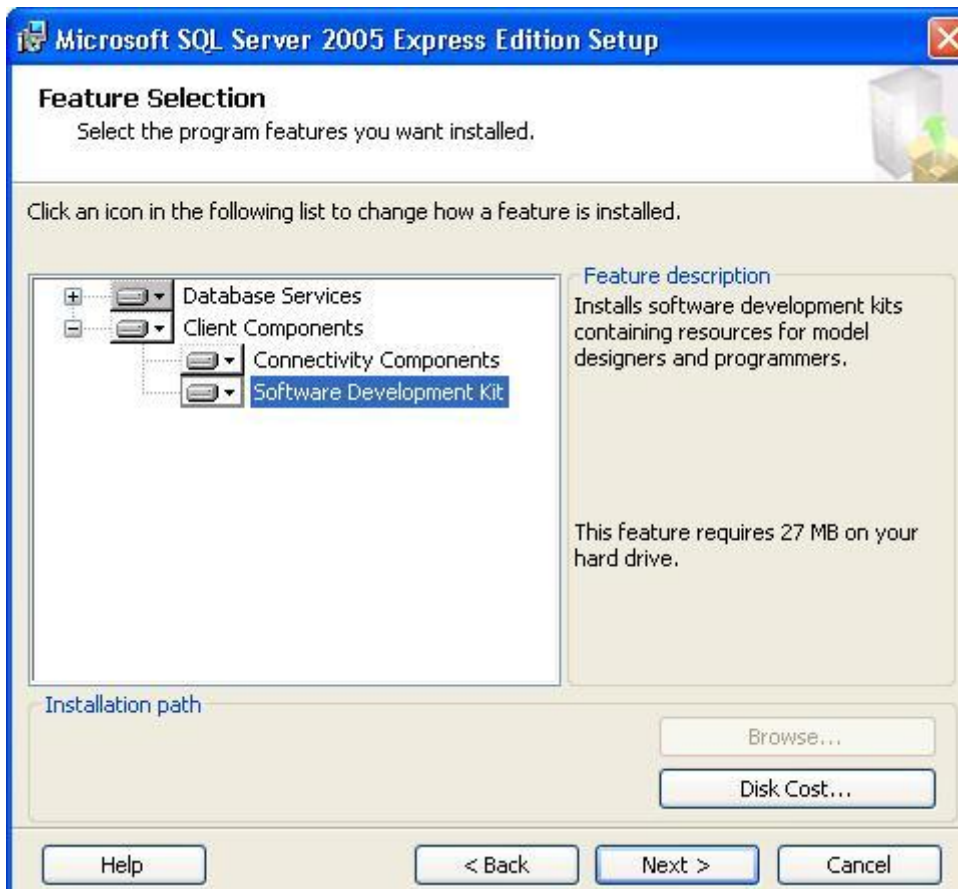 Microsoft SQL Server 2005 Express Edition Setup
Feature Selection
Select the program features you want installed.
Click an icon in the following list to change how a feature is installed.
Database Services
Client Components
Connectivity Components
Software Development Kit
Feature description
Installs software development kits
containing resources for model
designers and programmers.
This feature requires 27 MB on your
hard drive.
Installation path
Browse...
Disk Cost...
Help
< Back
Next >
Cancel